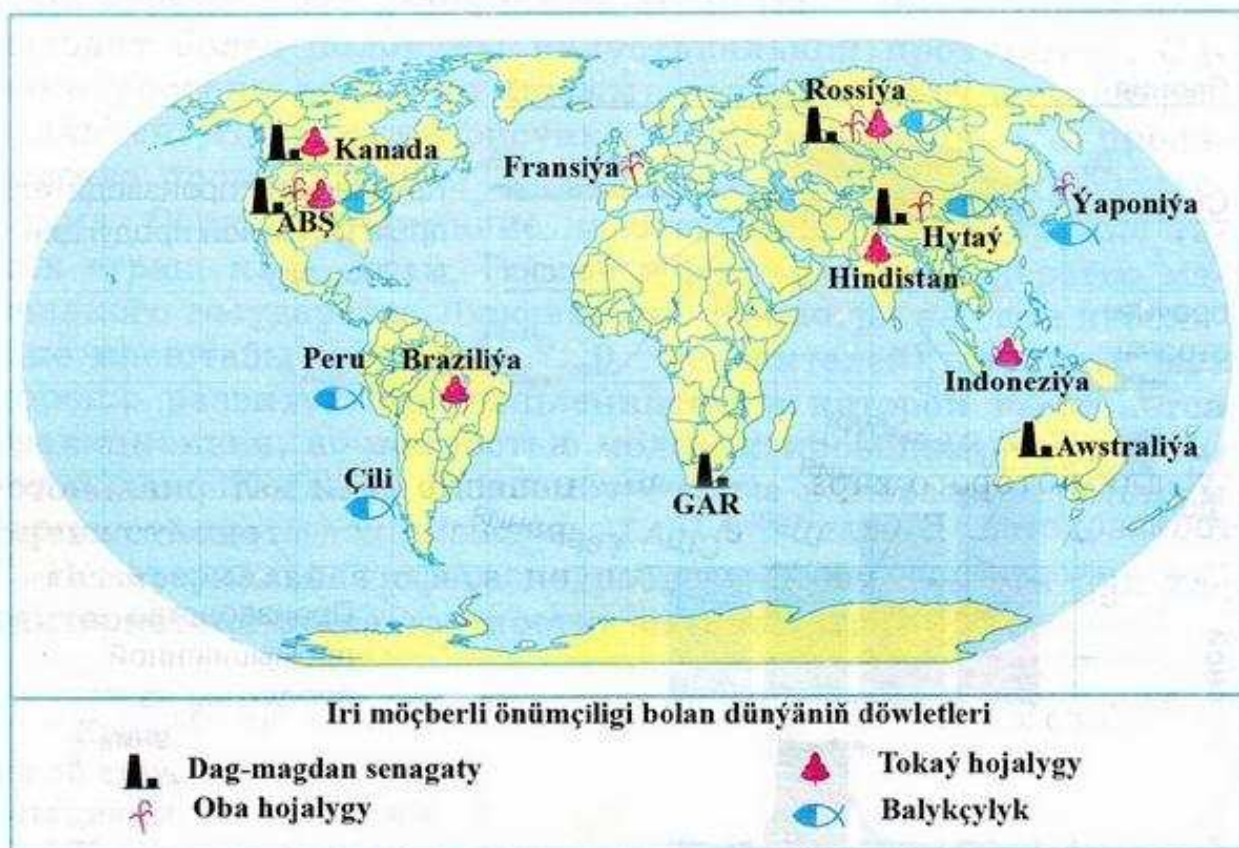 Rossiýa
Kanada
Fransiýa
ABŞ
Ýaponiýa
Hytaý
Hindistan
Peru
Braziliýa
Indoneziýa
Awstraliýa
Çili
GAR
Iri möçberli önümçiligi bolan dünýäniň döwletleri
Dag-magdan senagaty
Tokaý hojalygy
Oba hojalygy
Balykçylyk